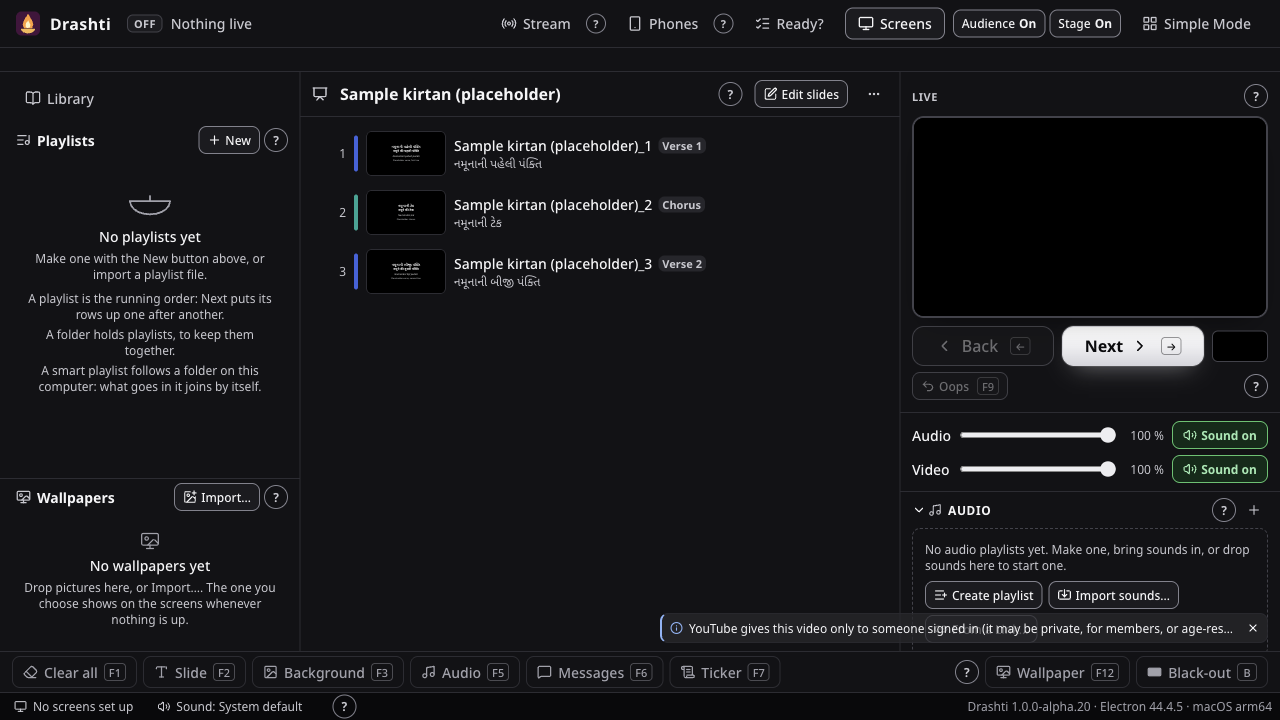 Drashti
OFF
Nothing live
Stream
?
Phones
?
Ready?
Screens
Audience On
Stage On
Simple Mode
Library
Playlists
New
?
No playlists yet
Make one with the New button above, or
import a playlist file.
A playlist is the running order: Next puts its
rows up one after another.
A folder holds playlists, to keep them
together.
A smart playlist follows a folder on this
computer: what goes in it joins by itself.
Wallpapers
Import...
?
No wallpapers yet
Drop pictures here, or Import.... The one you
choose shows on the screens whenever
nothing is up.
Sample kirtan (placeholder)
?
Edit slides
1
Sample kirtan (placeholder)_1 Verse 1
નમૂનાની પહેલી પંક્તિ
2
Sample kirtan (placeholder)_2 Chorus
નમૂનાની ટેક
3
Sample kirtan (placeholder)_3 Verse 2
નમૂનાની બીજી પંક્તિ
LIVE
?
Back
Next
Oops F9
?
Audio
100 %
Sound on
Video
100 %
Sound on
AUDIO
?
No audio playlists yet. Make one, bring sounds in, or drop
sounds here to start one.
Create playlist
Import sounds...
YouTube gives this video only to someone signed in (it may be private, for members, or age-res...
Clear all F1
Slide F2
Background F3
Audio F5
Messages F6
Ticker F7
?
Wallpaper F12
Black-out B
No screens set up
Sound: System default
?
Drashti 1.0.0-alpha.20 · Electron 44.4.5 · macOS arm64